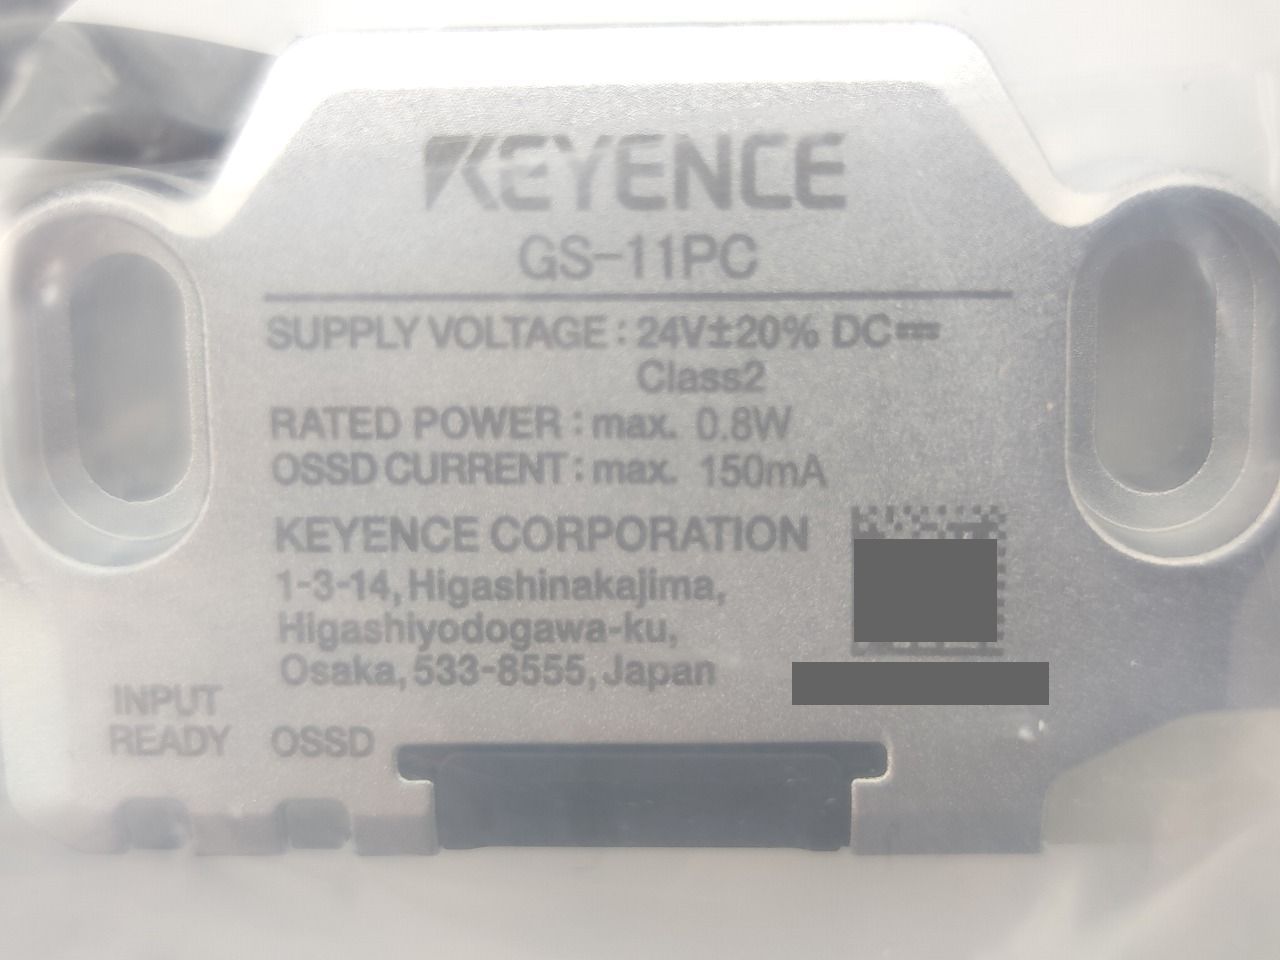 KEYENCE
GS-11PC
SUPPLY VOLTAGE : 24V±20% DC⎓
Class2
RATED POWER : max. 0.8W
OSSD CURRENT : max. 150mA
KEYENCE CORPORATION
1-3-14, Higashinakajima,
Higashiyodogawa-ku,
Osaka, 533-8555, Japan
INPUT
READY OSSD